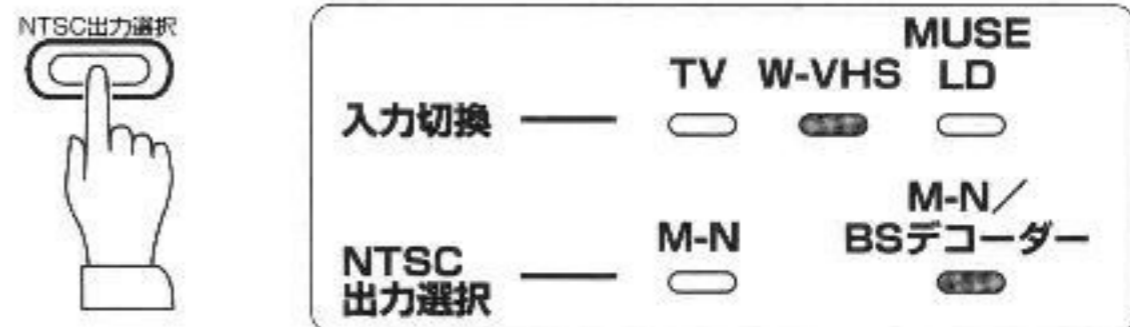 NTSC出力選択
MUSE
TV W-VHS LD
入力切換
M-N／
M-N BSデコーダー
NTSC
出力選択